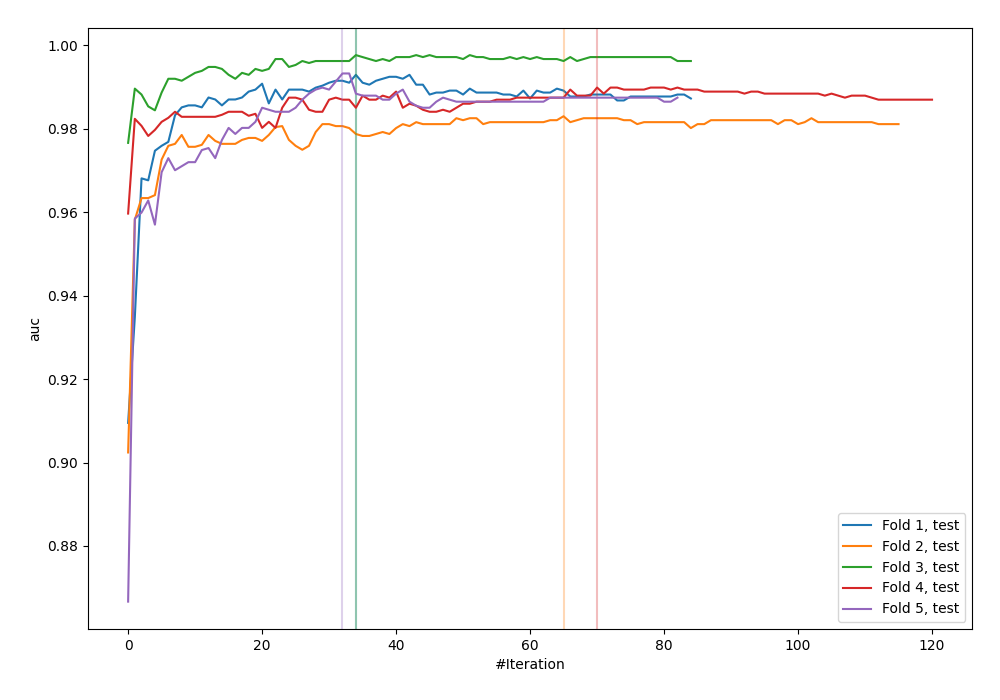 1.00
0.98
0.96
0.94
0.92
0.90
0.88
auc
0 20 40 60 80 100 120
#Iteration
Fold 1, test
Fold 2, test
Fold 3, test
Fold 4, test
Fold 5, test